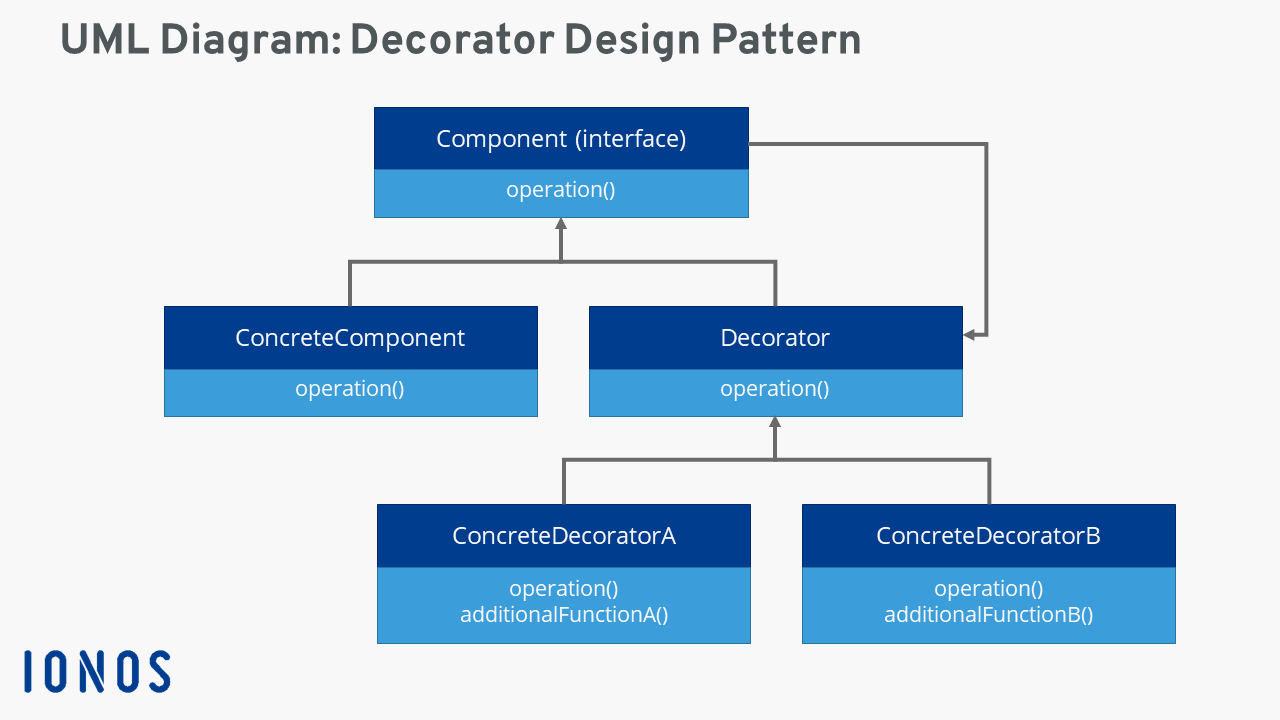 UML Diagram: Decorator Design Pattern
Component (interface)
operation()
ConcreteComponent
operation()
Decorator
operation()
ConcreteDecoratorA
operation()
additionalFunctionA()
ConcreteDecoratorB
operation()
additionalFunctionB()
IONOS